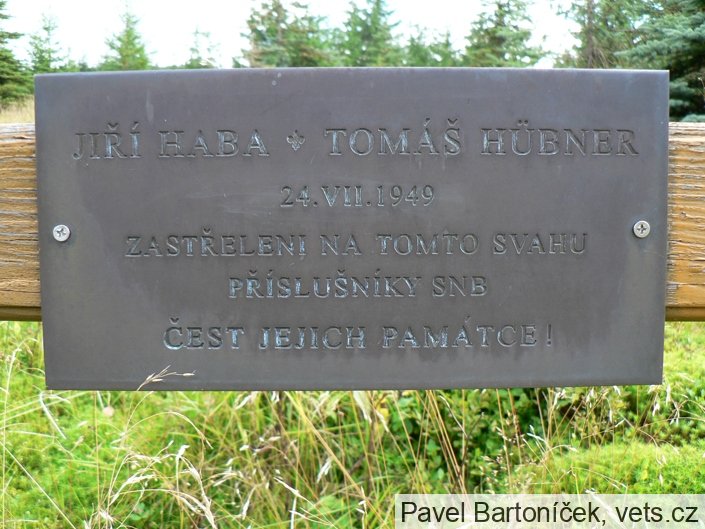 JIŘÍ HABA ⚜ TOMÁŠ HÜBNER
24.VII.1949
ZASTŘELENI NA TOMTO SVAHU
PŘÍSLUŠNÍKY SNB
ČEST JEJICH PAMÁTCE!
Pavel Bartoníček, vets.cz